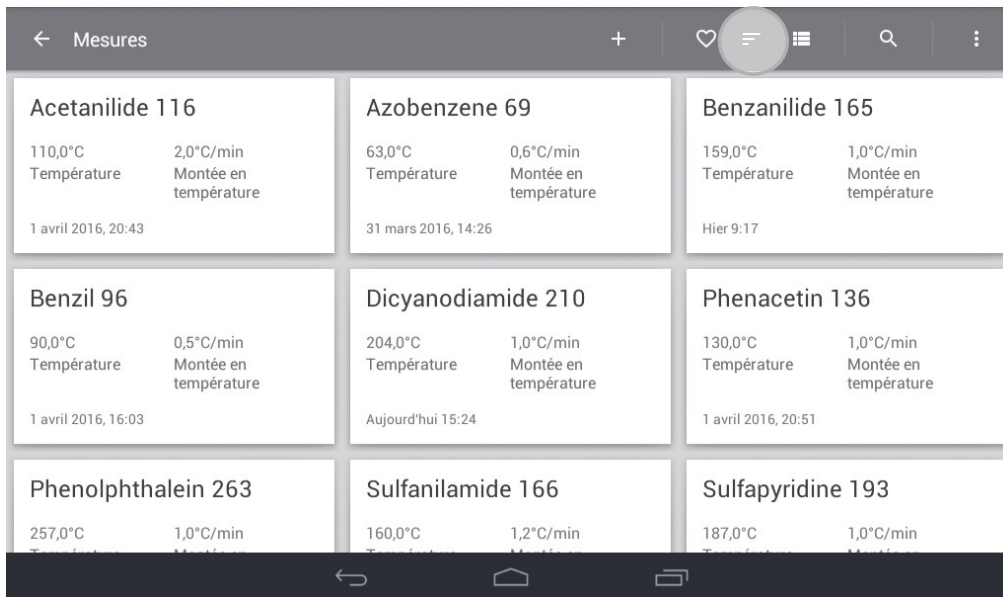 Mesures
Acetanilide 116
110,0°C 2,0°C/min
Température Montée en
température
1 avril 2016, 20:43
Azobenzene 69
63,0°C 0,6°C/min
Température Montée en
température
31 mars 2016, 14:26
Benzanilide 165
159,0°C 1,0°C/min
Température Montée en
température
Hier 9:17
Benzil 96
90,0°C 0,5°C/min
Température Montée en
température
1 avril 2016, 16:03
Dicyanodiamide 210
204,0°C 1,0°C/min
Température Montée en
température
Aujourd'hui 15:24
Phenacetin 136
130,0°C 1,0°C/min
Température Montée en
température
1 avril 2016, 20:51
Phenolphthalein 263
257,0°C 1,0°C/min
Sulfanilamide 166
160,0°C 1,2°C/min
Sulfapyridine 193
187,0°C 1,0°C/min